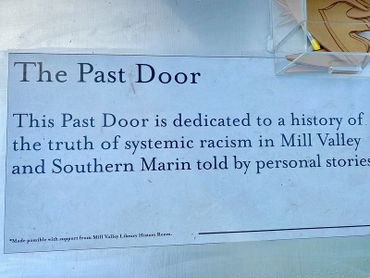 The Past Door
This Past Door is dedicated to a history of
the truth of systemic racism in Mill Valley
and Southern Marin told by personal stories
*Made possible with support from Mill Valley Library History Room.